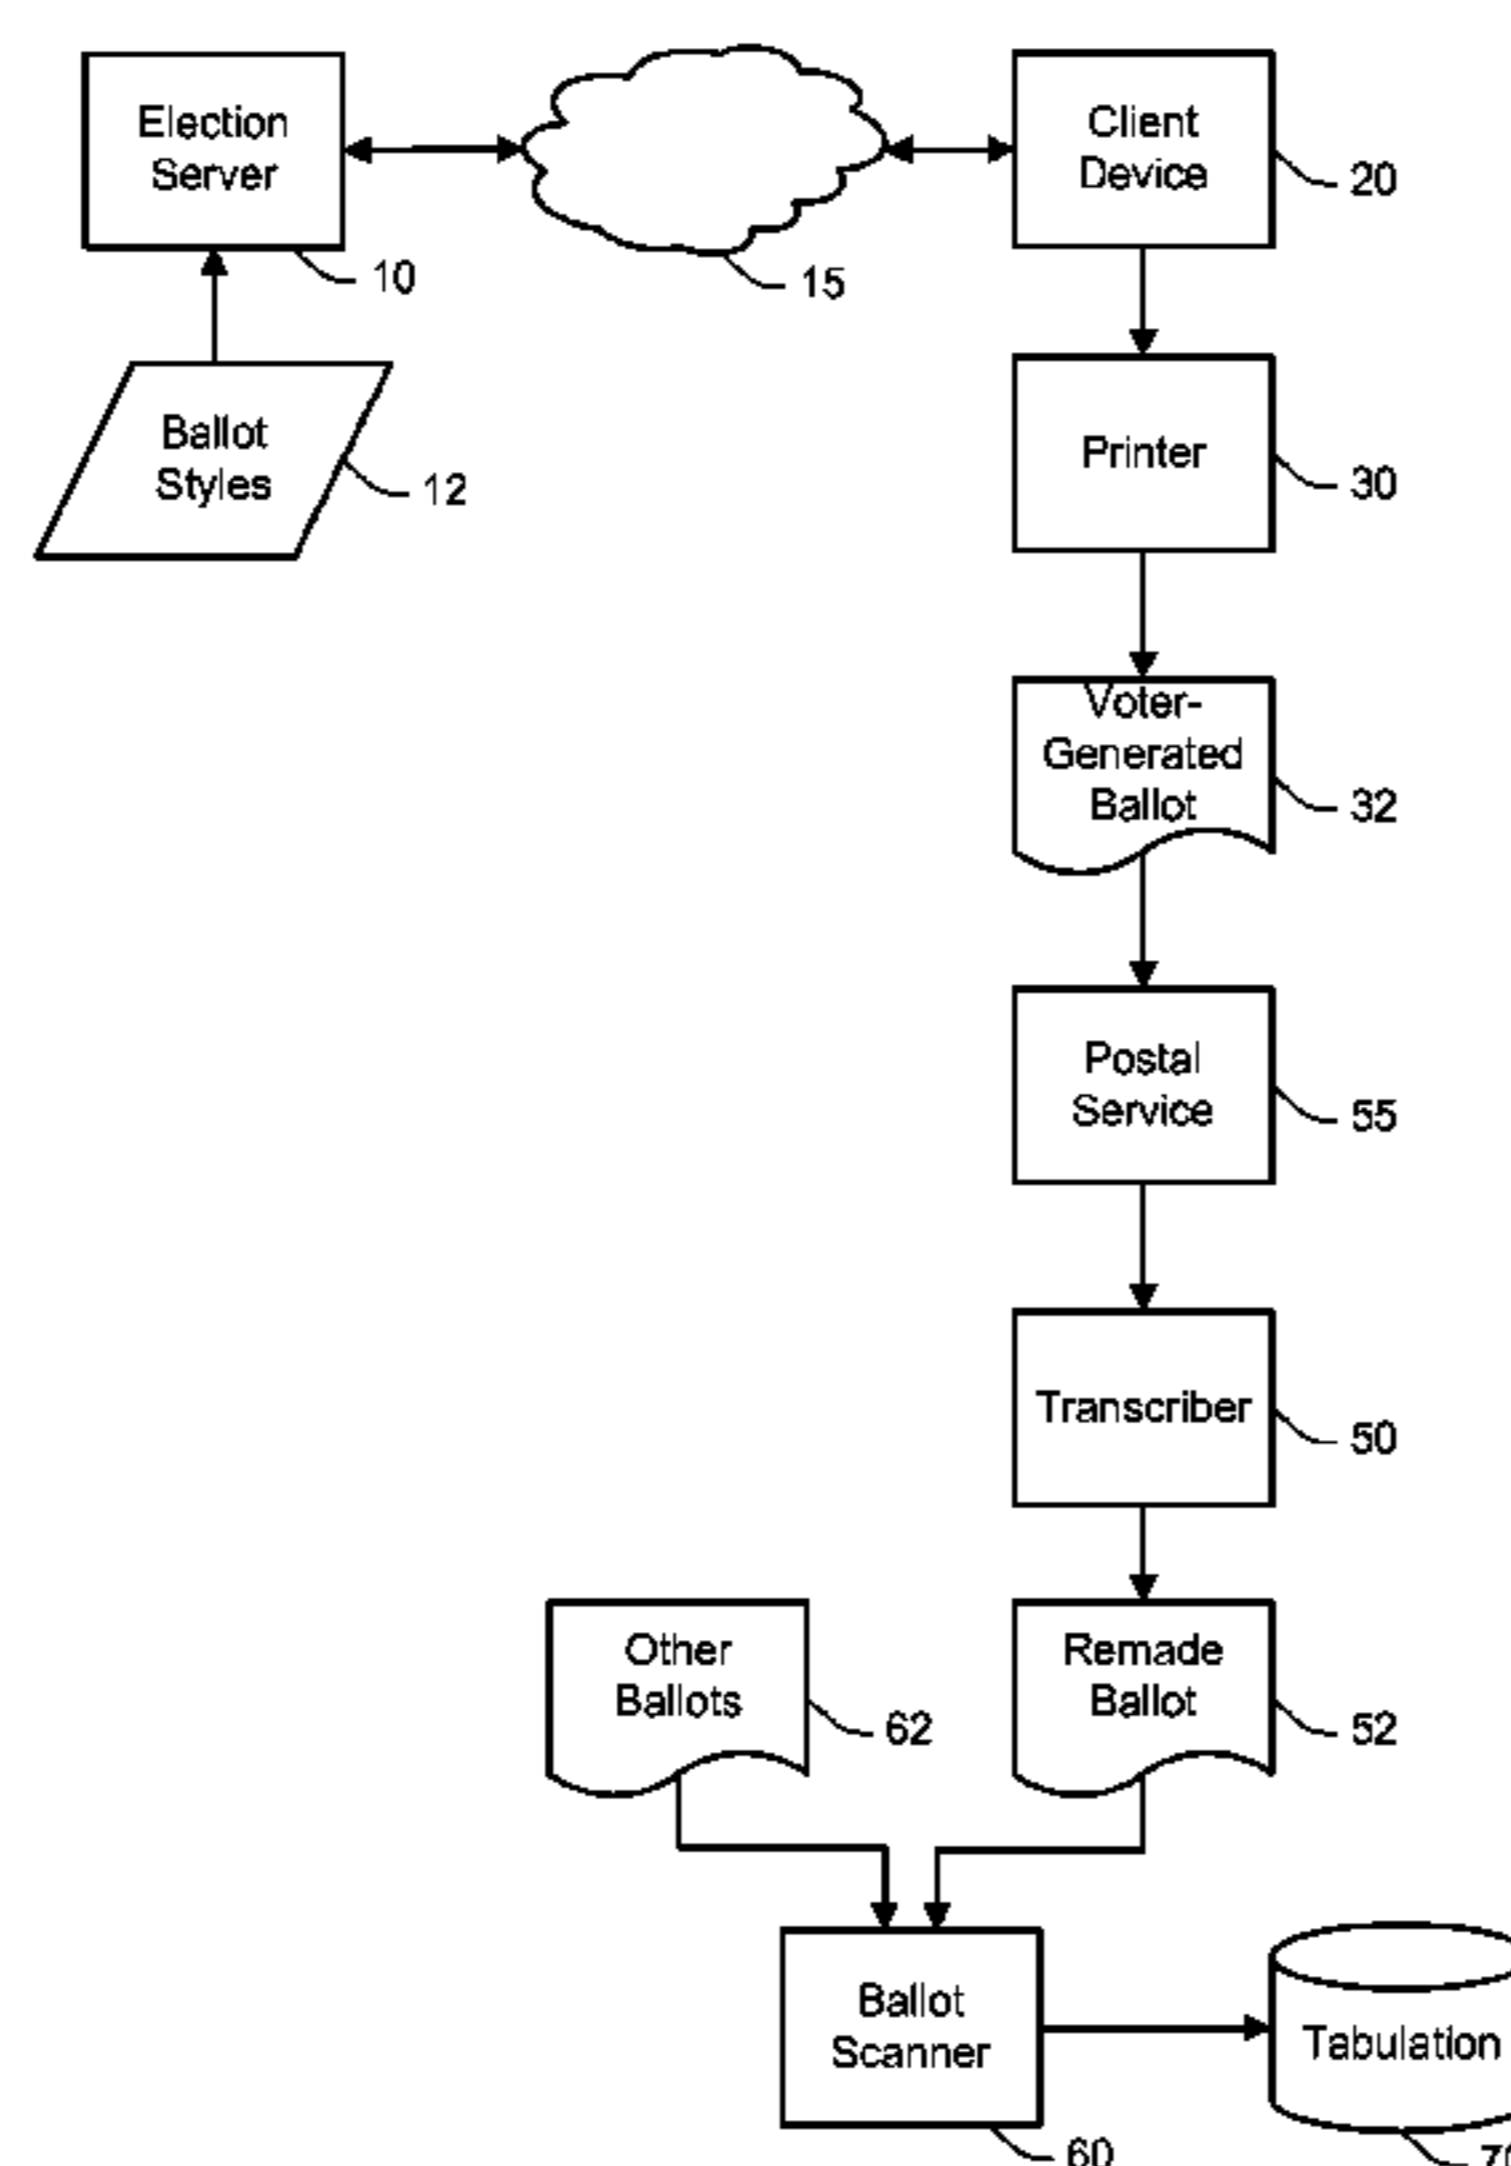 Election
Server
10
15
Client
Device
20
Ballot
Styles
12
Printer
30
Voter-
Generated
Ballot
32
Postal
Service
55
Transcriber
50
Other
Ballots
62
Remade
Ballot
52
Ballot
Scanner
60
Tabulation
70